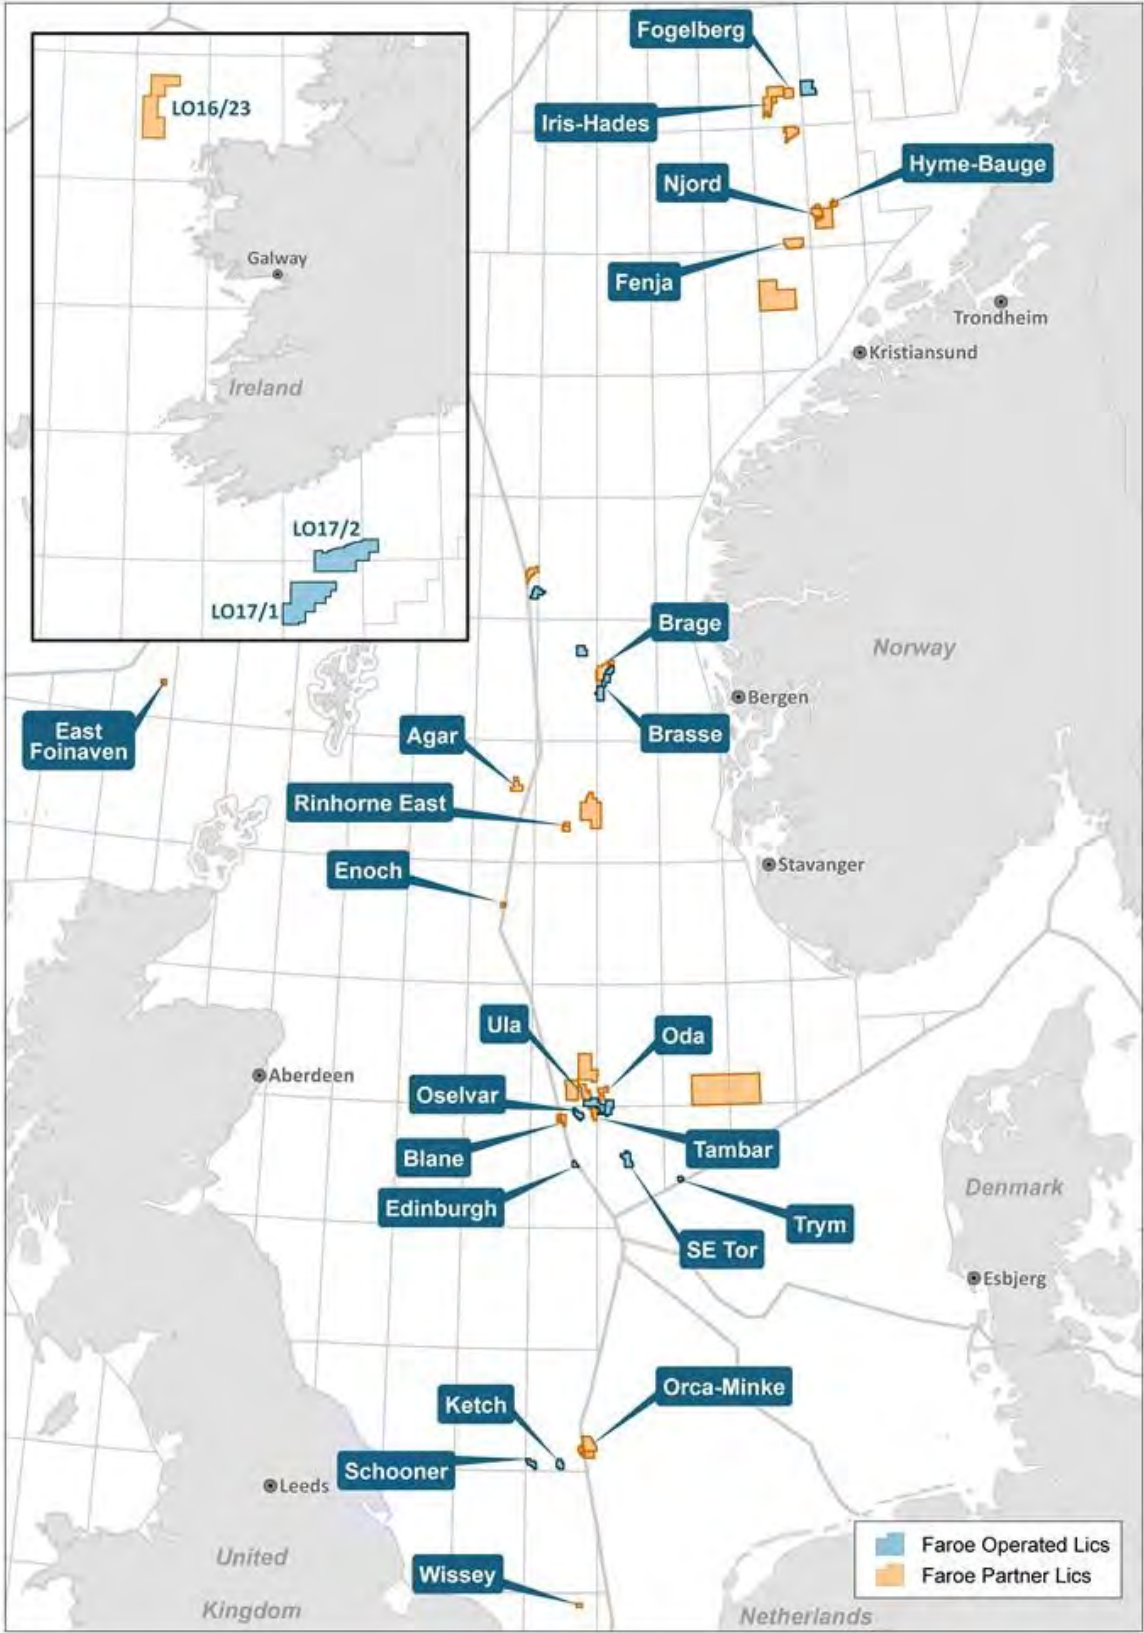 Fogelberg
LO16/23
Iris-Hades
Hyme-Bauge
Njord
Galway
Fenja
Trondheim
Kristiansund
Ireland
LO17/2
LO17/1
Brage
Norway
Bergen
East
Foinaven
Agar
Brasse
Rinhorne East
Enoch
Stavanger
Ula
Oda
Aberdeen
Oselvar
Blane
Tambar
Edinburgh
Denmark
Trym
SE Tor
Esbjerg
Orca-Minke
Ketch
Schooner
Leeds
United
Kingdom
Wissey
Faroe Operated Lics
Faroe Partner Lics
Netherlands